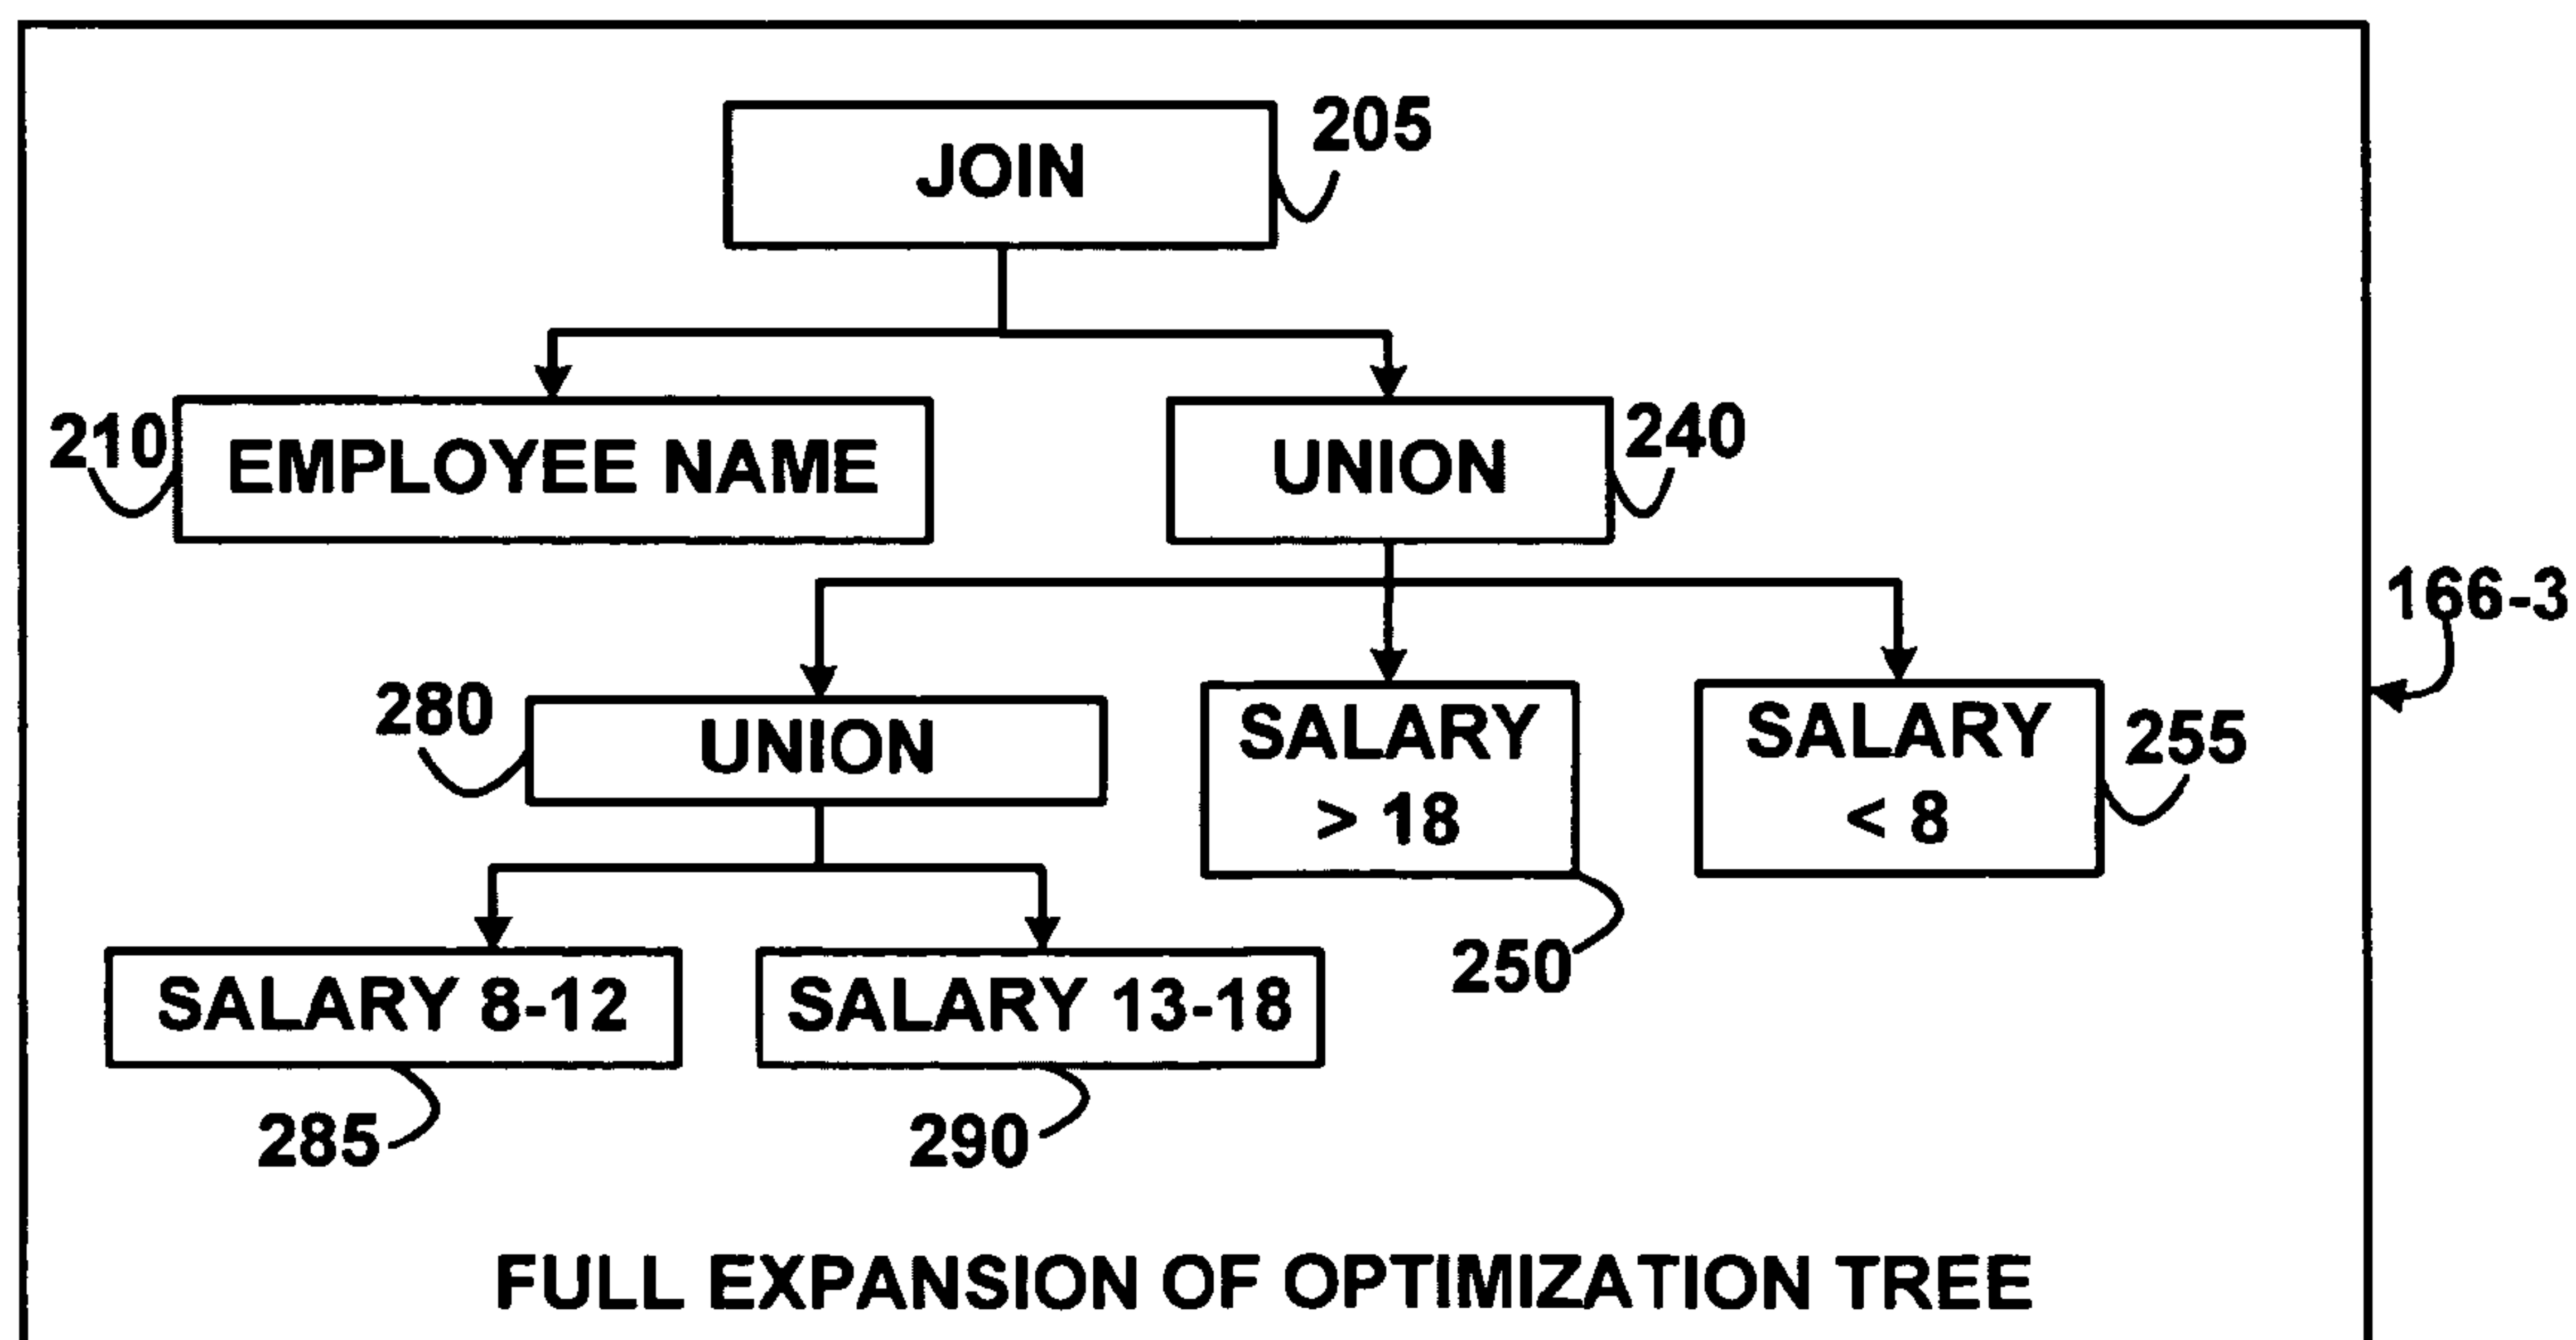 205
JOIN
210
EMPLOYEE NAME
UNION
240
166-3
280
UNION
SALARY
> 18
SALARY
< 8
255
250
SALARY 8-12
SALARY 13-18
285
290
FULL EXPANSION OF OPTIMIZATION TREE